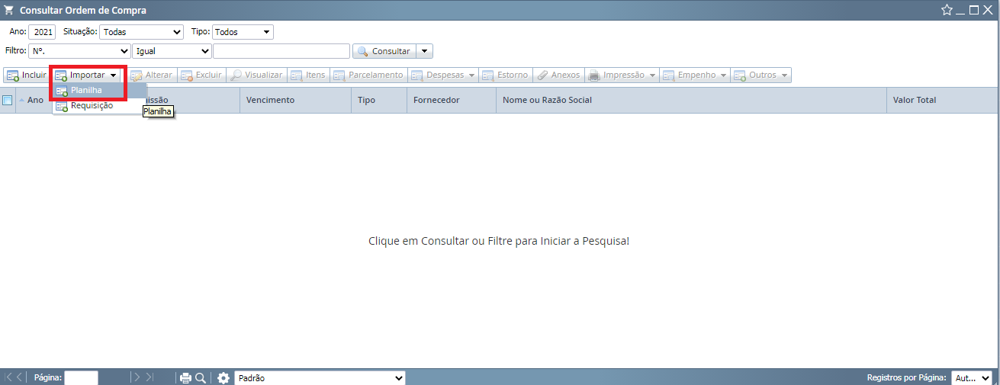 Consultar Ordem de Compra
Ano: 2021 Situação: Todas Tipo: Todos
Filtro: Nº. Igual Consultar
Incluir Importar Alterar Excluir Visualizar Itens Parcelamento Despesas Estorno Anexos Impressão Empenho Outros
Planilha
Ano issão Vencimento Tipo Fornecedor Nome ou Razão Social Valor Total
Requisição
Planilha
Clique em Consultar ou Filtre para Iniciar a Pesquisa!
Página: Padrão Registros por Página: Aut...